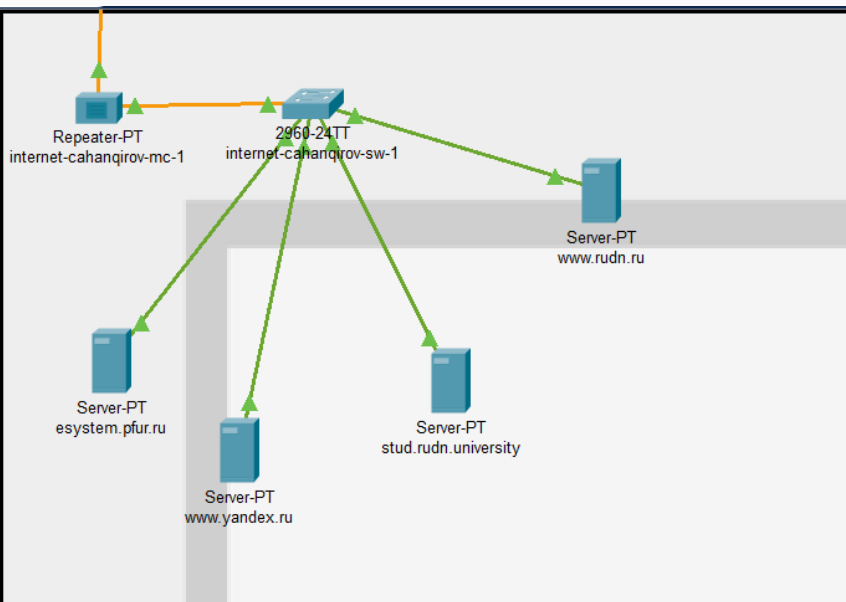 Repeater-PT
internet-cahanqirov-mc-1
2960-24TT
internet-cahanqirov-sw-1
Server-PT
www.rudn.ru
Server-PT
esystem.pfur.ru
Server-PT
stud.rudn.university
Server-PT
www.yandex.ru